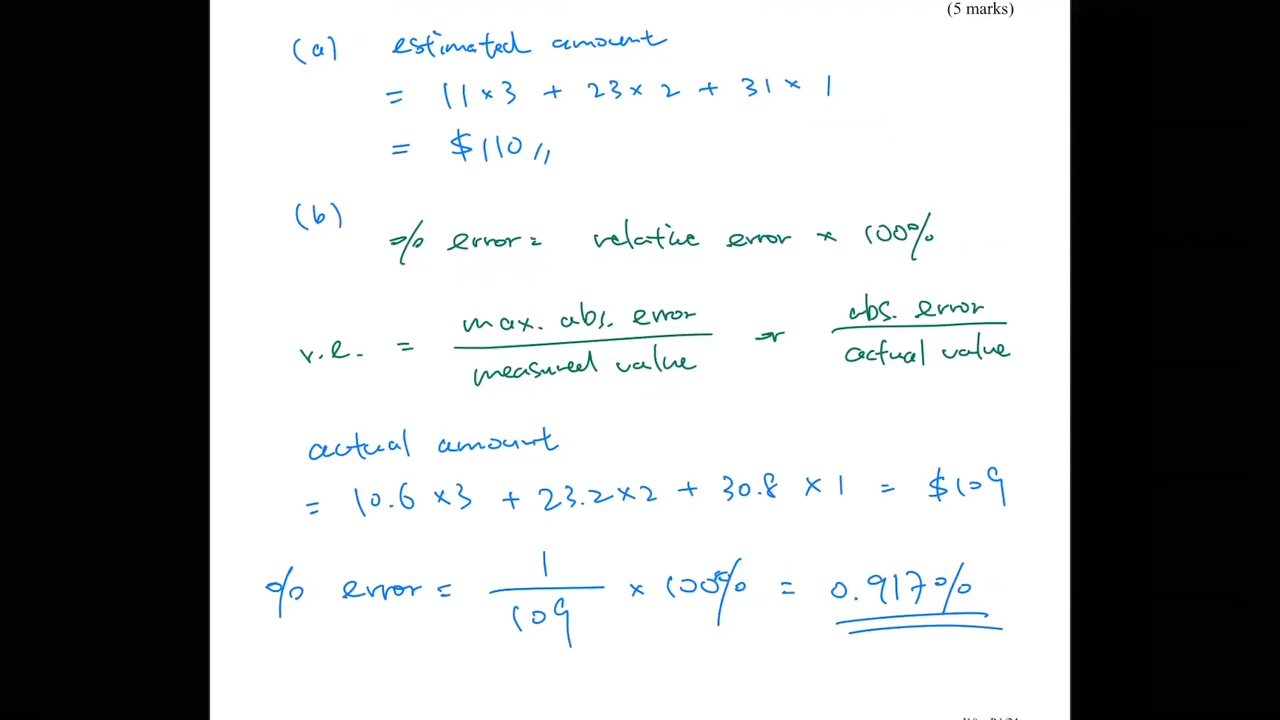 (5 marks)
(a) estimated amount
= 11 × 3 + 23 × 2 + 31 × 1
= $110 //
(b)
% error = relative error × 100%
r.e. = max. abs. error / measured value or abs. error / actual value
actual amount
= 10.6 × 3 + 23.2 × 2 + 30.8 × 1 = $109
% error = 1 / 109 × 100% = 0.917%